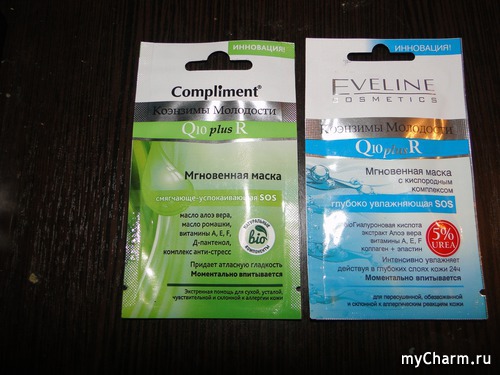 ИННОВАЦИЯ!
Compliment®
Коэнзимы Молодости
Q10 plus R
Мгновенная маска
смягчающе-успокаивающая SOS
масло алоэ вера,
масло ромашки,
витамины A, E, F,
Д-пантенол,
комплекс анти-стресс
НАТУРАЛЬНЫЕ
bio
КОМПОНЕНТЫ
Придает атласную гладкость
Моментально впитывается
Экстренная помощь для сухой, усталой,
чувствительной и склонной к аллергии кожи
ИННОВАЦИЯ!
EVELINE
COSMETICS
Коэнзимы Молодости
Q10 plus R
Мгновенная маска
с кислородным
комплексом
глубоко увлажняющая SOS
биоГиалуроновая кислота
экстракт Алоэ вера
витамины A, E, F
коллаген + эластин
5%
UREA
Интенсивно увлажняет
действуя в глубоких слоях кожи 24ч
Моментально впитывается
для пересушенной, обезвоженной
и склонной к аллергическим реакциям кожи
myCharm.ru